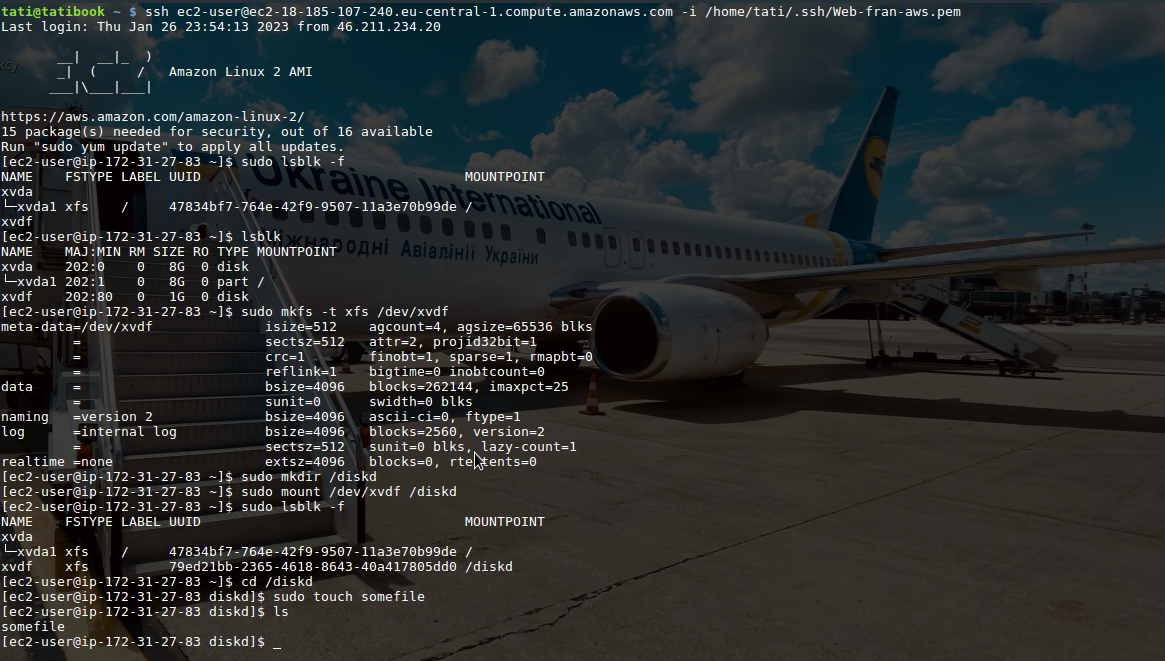 tati@tatibook ~ $ ssh ec2-user@ec2-18-185-107-240.eu-central-1.compute.amazonaws.com -i /home/tati/.ssh/Web-fran-aws.pem
Last login: Thu Jan 26 23:54:13 2023 from 46.211.234.20
       __|  __|_  )
       _|  (     /   Amazon Linux 2 AMI
      ___|\___|___|
https://aws.amazon.com/amazon-linux-2/
15 package(s) needed for security, out of 16 available
Run "sudo yum update" to apply all updates.
[ec2-user@ip-172-31-27-83 ~]$ sudo lsblk -f
NAME    FSTYPE LABEL UUID                                 MOUNTPOINT
xvda
└─xvda1 xfs    /     47834bf7-764e-42f9-9507-11a3e70b99de /
xvdf
[ec2-user@ip-172-31-27-83 ~]$ lsblk
NAME    MAJ:MIN RM SIZE RO TYPE MOUNTPOINT
xvda    202:0    0   8G  0 disk
└─xvda1 202:1    0   8G  0 part /
xvdf    202:80   0   1G  0 disk
[ec2-user@ip-172-31-27-83 ~]$ sudo mkfs -t xfs /dev/xvdf
meta-data=/dev/xvdf              isize=512    agcount=4, agsize=65536 blks
         =                       sectsz=512   attr=2, projid32bit=1
         =                       crc=1        finobt=1, sparse=1, rmapbt=0
         =                       reflink=1    bigtime=0 inobtcount=0
data     =                       bsize=4096   blocks=262144, imaxpct=25
         =                       sunit=0      swidth=0 blks
naming   =version 2              bsize=4096   ascii-ci=0, ftype=1
log      =internal log           bsize=4096   blocks=2560, version=2
         =                       sectsz=512   sunit=0 blks, lazy-count=1
realtime =none                   extsz=4096   blocks=0, rtextents=0
[ec2-user@ip-172-31-27-83 ~]$ sudo mkdir /diskd
[ec2-user@ip-172-31-27-83 ~]$ sudo mount /dev/xvdf /diskd
[ec2-user@ip-172-31-27-83 ~]$ sudo lsblk -f
NAME    FSTYPE LABEL UUID                                 MOUNTPOINT
xvda
└─xvda1 xfs    /     47834bf7-764e-42f9-9507-11a3e70b99de /
xvdf    xfs          79ed21bb-2365-4618-8643-40a417805dd0 /diskd
[ec2-user@ip-172-31-27-83 ~]$ cd /diskd
[ec2-user@ip-172-31-27-83 diskd]$ sudo touch somefile
[ec2-user@ip-172-31-27-83 diskd]$ ls
somefile
[ec2-user@ip-172-31-27-83 diskd]$ _
Ukraine International
Міжнародні Авіалінії України